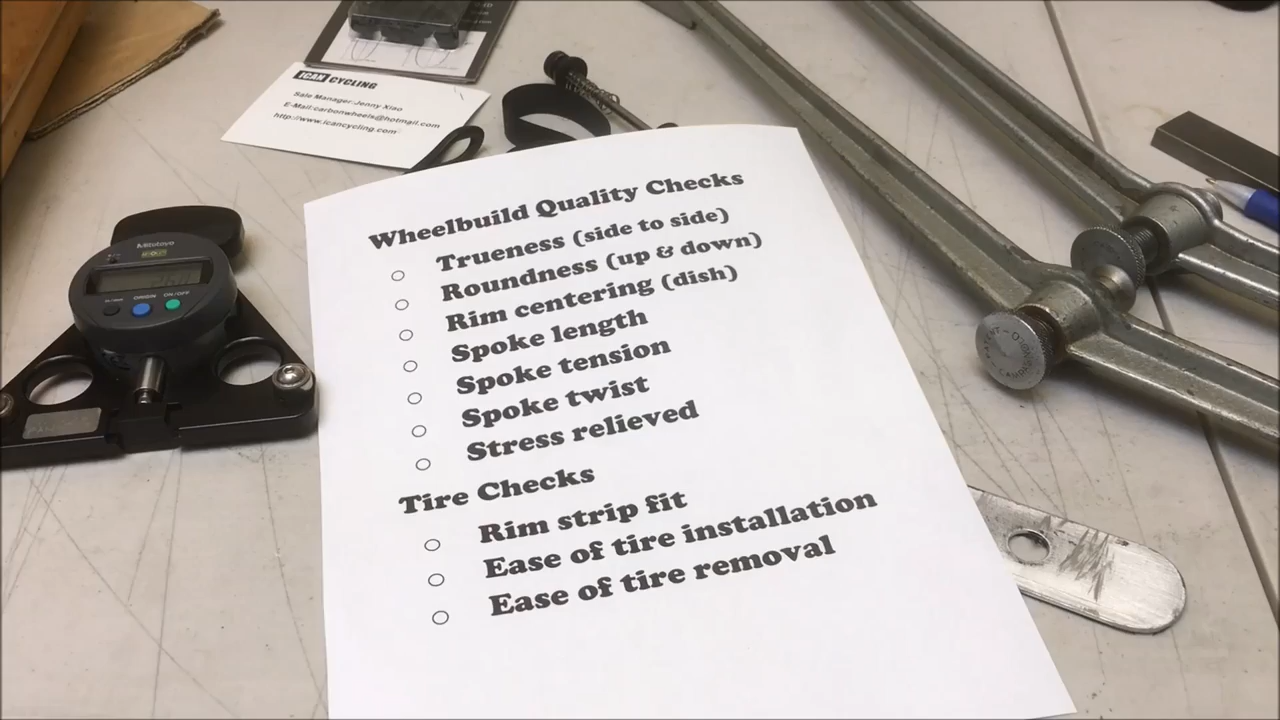 iCAN CYCLING
Sale Manager:Jenny Xiao
E-Mail:carbonwheels@hotmail.com
http://www.icancycling.com
Wheelbuild Quality Checks
Trueness (side to side)
Roundness (up & down)
Rim centering (dish)
Spoke length
Spoke tension
Spoke twist
Stress relieved
Tire Checks
Rim strip fit
Ease of tire installation
Ease of tire removal
Mitutoyo
ORIGIN ON/OFF